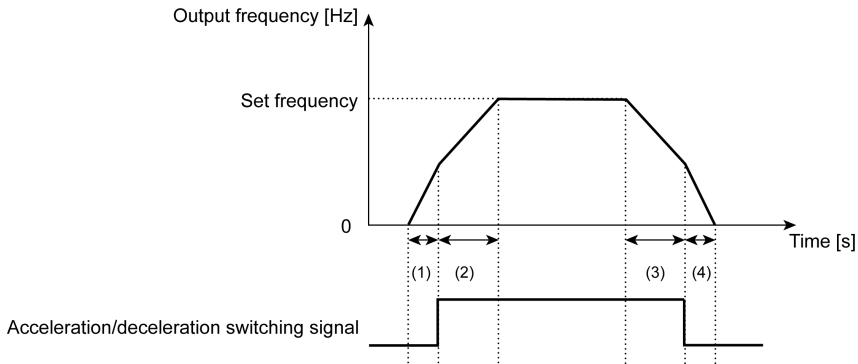 Output frequency [Hz]
Set frequency
0
Time [s]
(1) (2) (3) (4)
Acceleration/deceleration switching signal